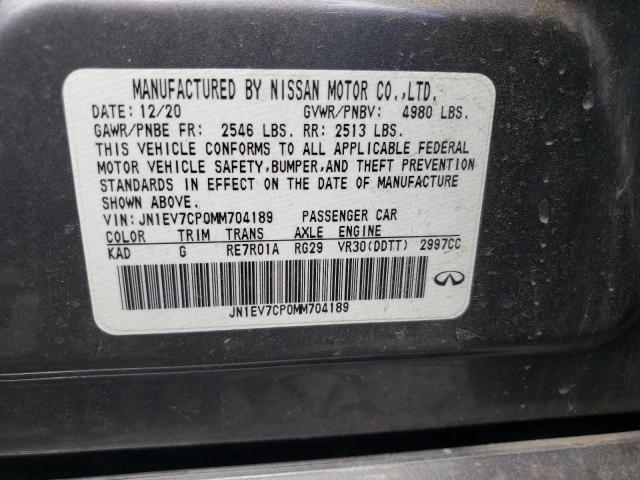 MANUFACTURED BY NISSAN MOTOR CO.,LTD.
DATE: 12/20 GVWR/PNBV: 4980 LBS.
GAWR/PNBE FR: 2546 LBS. RR: 2513 LBS.
THIS VEHICLE CONFORMS TO ALL APPLICABLE FEDERAL
MOTOR VEHICLE SAFETY,BUMPER,AND THEFT PREVENTION
STANDARDS IN EFFECT ON THE DATE OF MANUFACTURE
SHOWN ABOVE.
VIN: JN1EV7CP0MM704189 PASSENGER CAR
COLOR TRIM TRANS AXLE ENGINE
KAD G RE7R01A RG29 VR30(DDTT) 2997CC
JN1EV7CP0MM704189